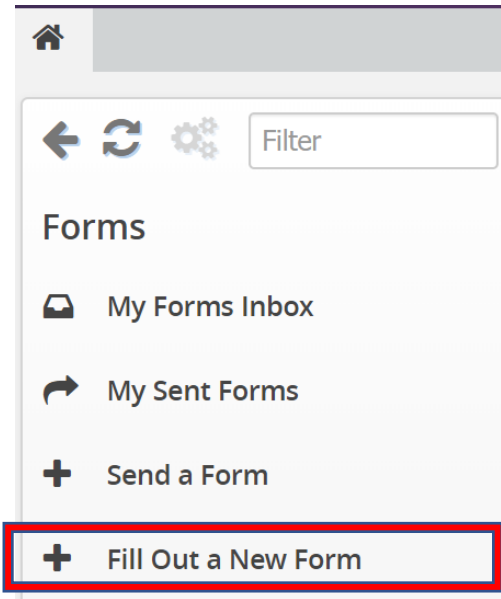 Filter
Forms
My Forms Inbox
My Sent Forms
Send a Form
Fill Out a New Form